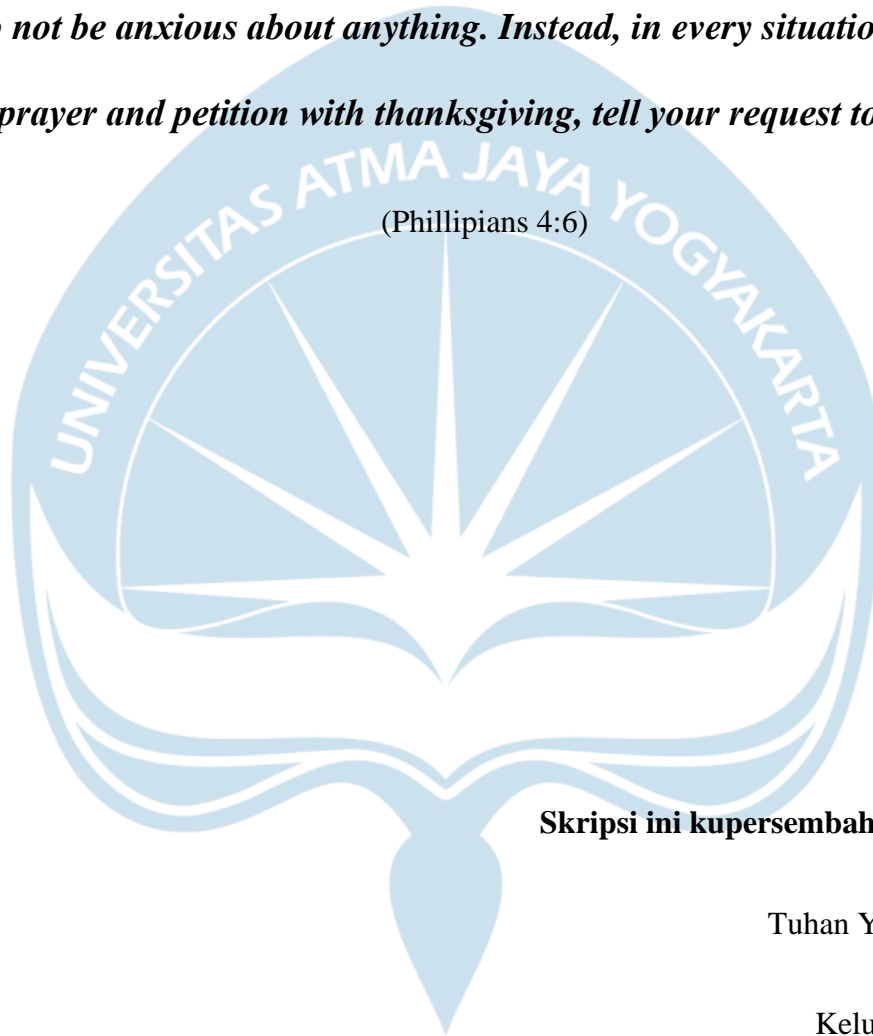 not be anxious about anything. Instead, in every situatio
prayer and petition with thanksgiving, tell your request to
UNIVERSITAS ATMA JAYA YOGYAKARTA
(Phillipians 4:6)
Skripsi ini kupersembah
Tuhan Y
Kelu